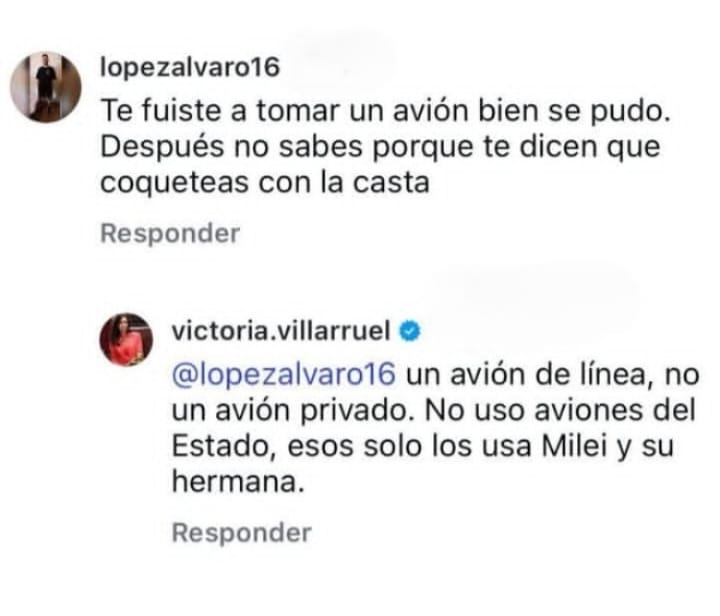 lopezalvaro16
Te fuiste a tomar un avión bien se pudo.
Después no sabes porque te dicen que
coqueteas con la casta
Responder
victoria.villarruel
@lopezalvaro16 un avión de línea, no
un avión privado. No uso aviones del
Estado, esos solo los usa Milei y su
hermana.
Responder